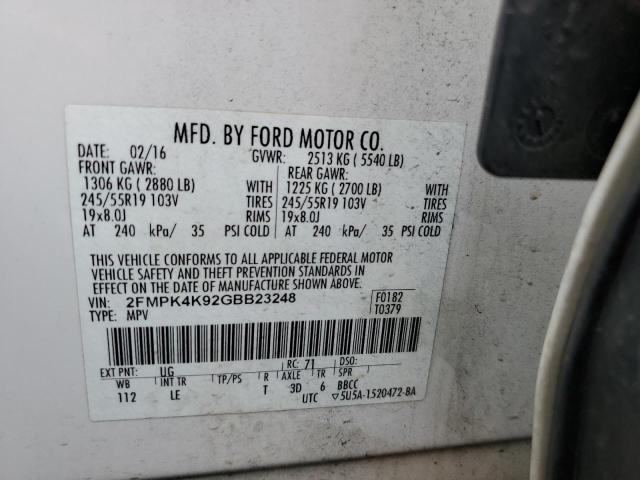 MFD. BY FORD MOTOR CO.
DATE: 02/16 GVWR: 2513 KG ( 5540 LB)
FRONT GAWR: REAR GAWR:
1306 KG ( 2880 LB) WITH 1225 KG ( 2700 LB) WITH
245/55R19 103V TIRES 245/55R19 103V TIRES
19x8.0J RIMS 19x8.0J RIMS
AT 240 kPa/ 35 PSI COLD AT 240 kPa/ 35 PSI COLD
THIS VEHICLE CONFORMS TO ALL APPLICABLE FEDERAL MOTOR
VEHICLE SAFETY AND THEFT PREVENTION STANDARDS IN
EFFECT ON THE DATE OF MANUFACTURE SHOWN ABOVE.
VIN: 2FMPK4K92GBB23248 F0182
TYPE: MPV T0379
EXT PNT: UG RC: 71 DSO:
WB INT TR TP/PS R AXLE TR SPR
112 LE T 3D 6 BBCC
UTC ▽5U5A-1520472-BA